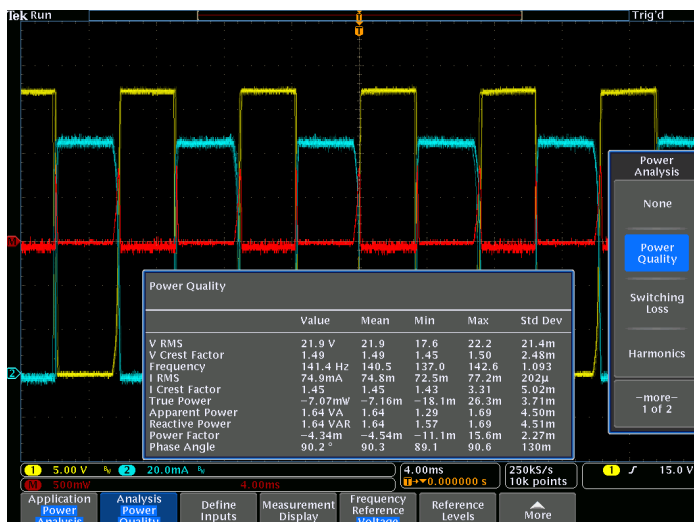 Tek Run Trig'd
T
T
M
2
Power Analysis
None
Power Quality
Switching Loss
Harmonics
—more—
1 of 2
Power Quality
Value Mean Min Max Std Dev
V RMS 21.9 V 21.9 17.6 22.2 21.4m
V Crest Factor 1.49 1.49 1.45 1.50 2.48m
Frequency 141.4 Hz 140.5 137.0 142.6 1.093
I RMS 74.9mA 74.8m 72.5m 77.2m 202µ
I Crest Factor 1.45 1.45 1.43 3.31 5.02m
True Power −7.07mW −7.16m −18.1m 26.3m 3.71m
Apparent Power 1.64 VA 1.64 1.29 1.69 4.50m
Reactive Power 1.64 VAR 1.64 1.57 1.69 4.51m
Power Factor −4.34m −4.54m −11.1m 15.6m 2.27m
Phase Angle 90.2 ° 90.3 89.1 90.6 130m
1 5.00 V BW 2 20.0mA BW 4.00ms 250kS/s 1 15.0 V
M 500mW 4.00ms T→▼0.000000 s 10k points
Application Power Analysis
Analysis Power Quality
Define Inputs
Measurement Display
Frequency Reference Voltage
Reference Levels
More